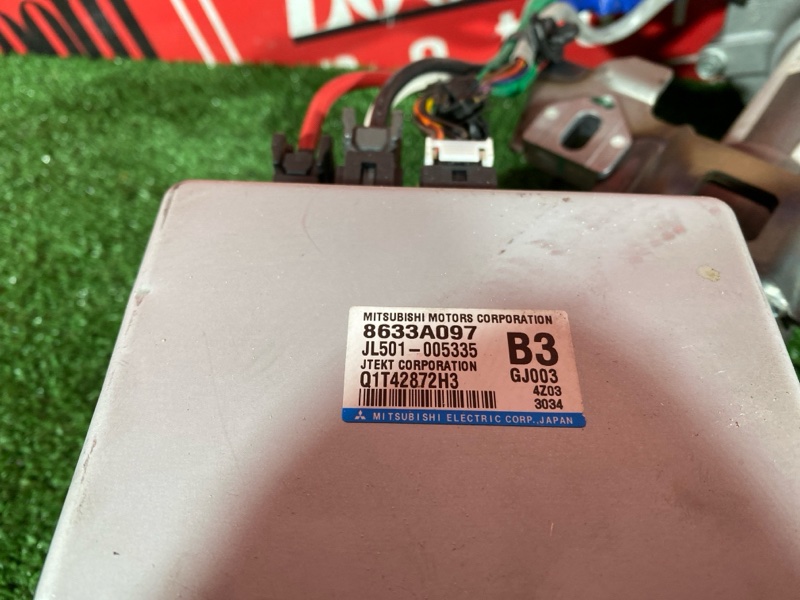 MITSUBISHI MOTORS CORPORATION
8633A097
JL501-005335
B3
JTEKT CORPORATION
GJ003
Q1T42872H3
4Z03
3034
MITSUBISHI ELECTRIC CORP.,JAPAN